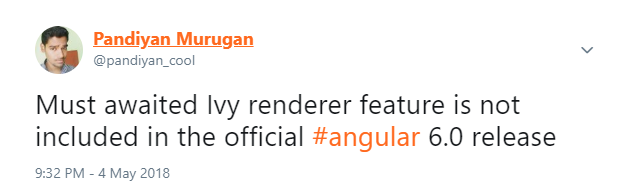 Pandiyan Murugan
@pandiyan_cool
Must awaited Ivy renderer feature is not
included in the official #angular 6.0 release
9:32 PM - 4 May 2018